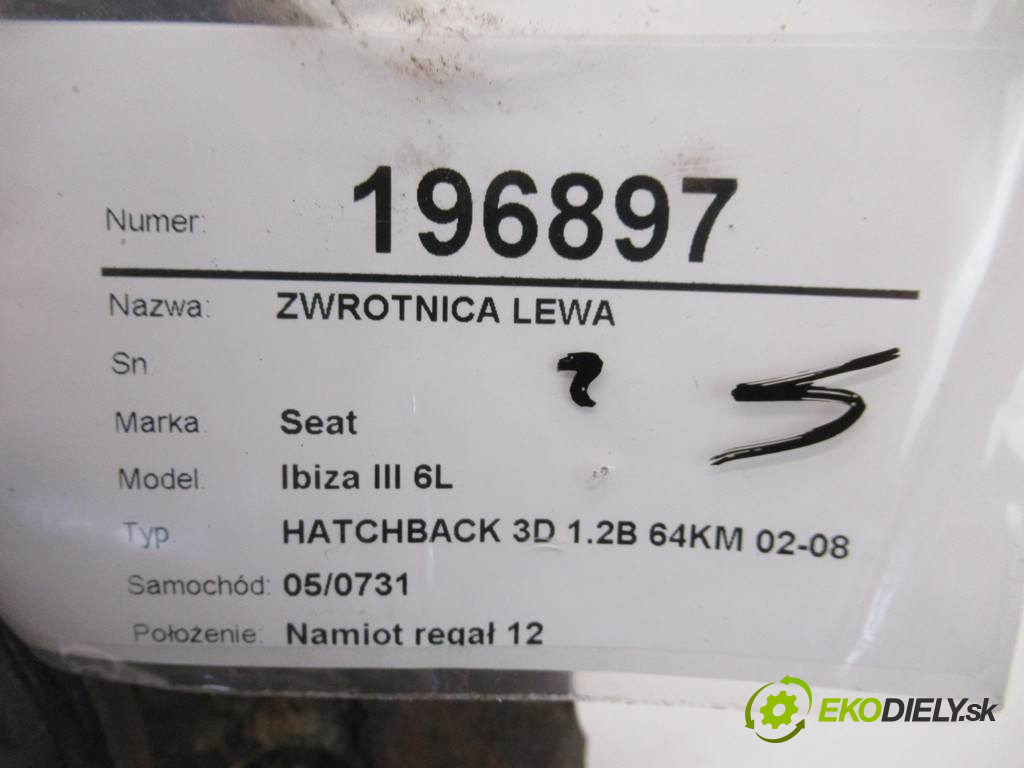 Numer: 196897
Nazwa: ZWROTNICA LEWA
Sn
Marka Seat
Model: Ibiza III 6L
Typ HATCHBACK 3D 1.2B 64KM 02-08
Samochód: 05/0731
Położenie: Namiot regał 12
EKODIELY.sk